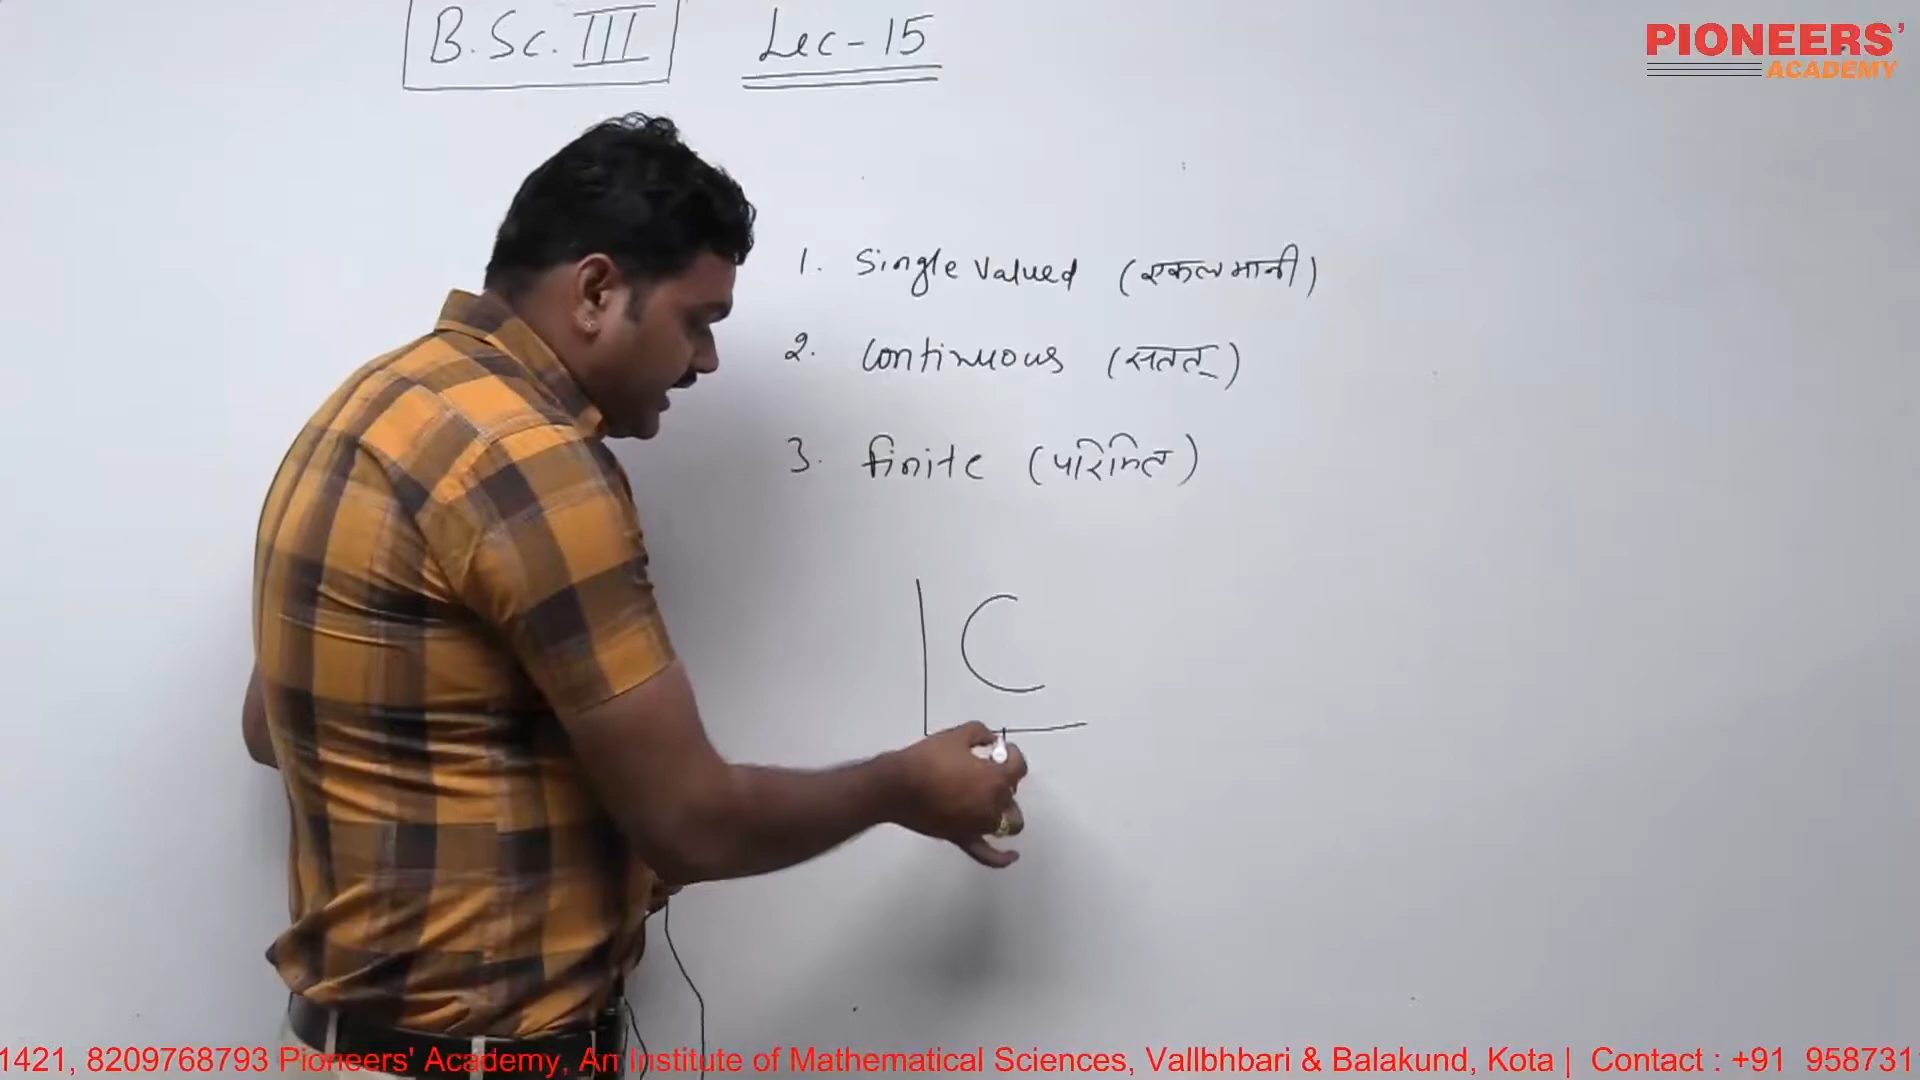 B.Sc. III Lec-15
PIONEERS'
ACADEMY
1. Single valued (एकल मानी)
2. Continuous (सतत्)
3. finite (परिमित)
1421, 8209768793 Pioneers' Academy, An Institute of Mathematical Sciences, Vallbhbari & Balakund, Kota | Contact : +91 958731